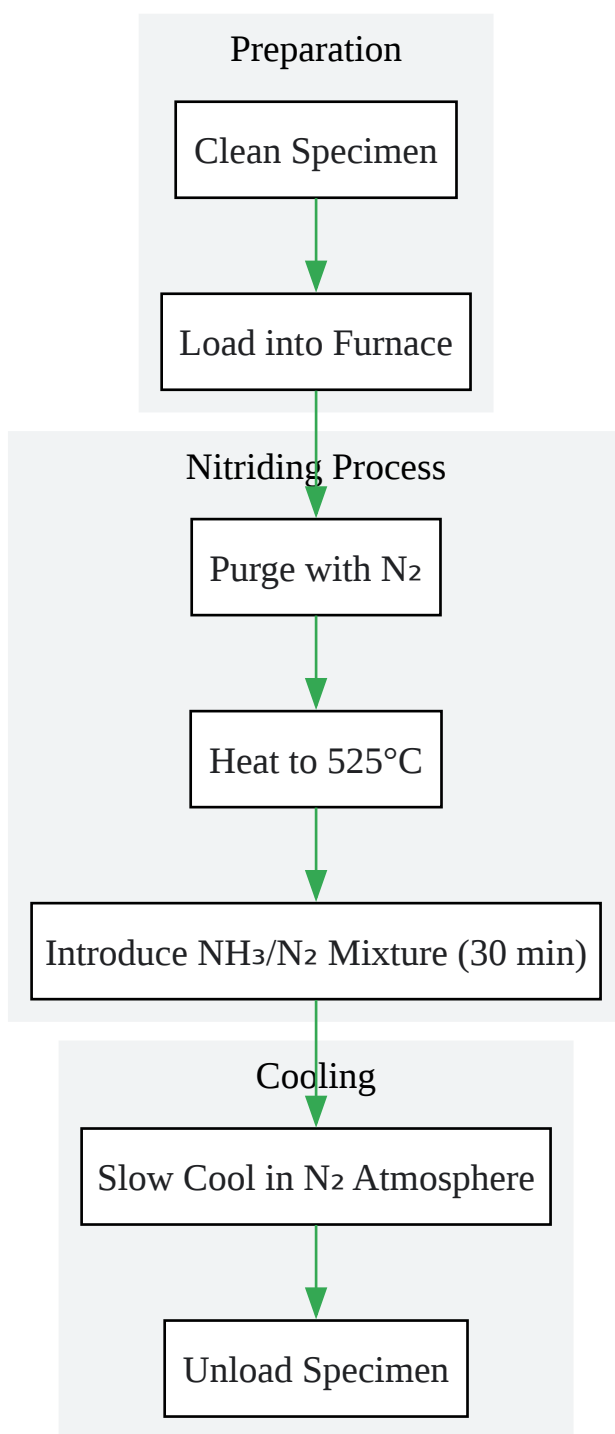 Preparation
Clean Specimen
Load into Furnace
Nitriding Process
Purge with N₂
Heat to 525°C
Introduce NH₃/N₂ Mixture (30 min)
Cooling
Slow Cool in N₂ Atmosphere
Unload Specimen